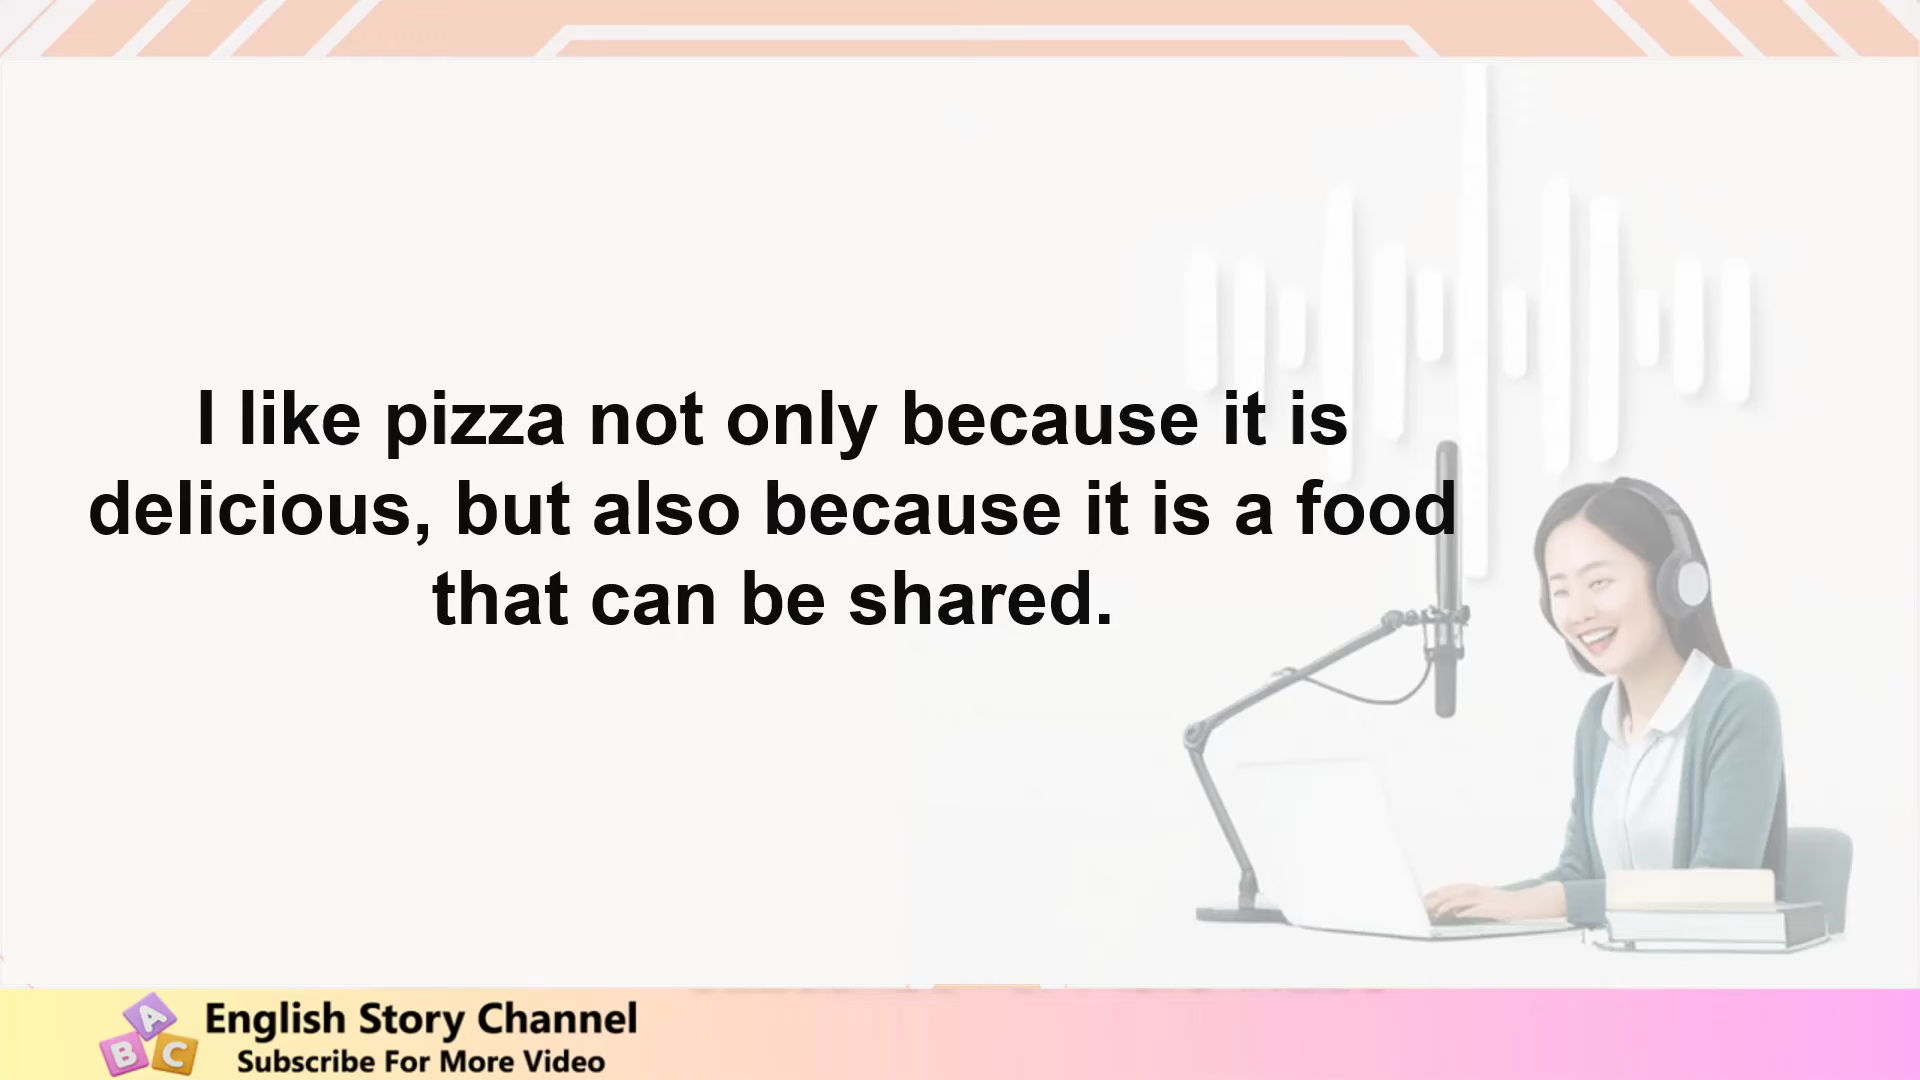 I like pizza not only because it is
delicious, but also because it is a food
that can be shared.
A
B
C
English Story Channel
Subscribe For More Video